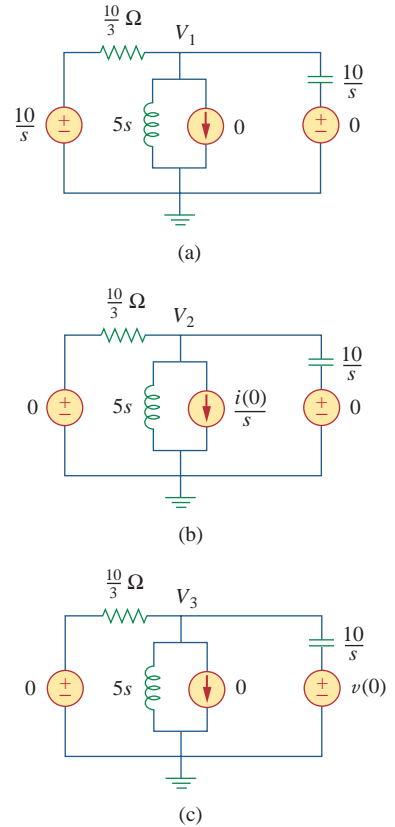 10/3 Ω
V₁
10/s
+
−
5s
0
10/s
+
−
0
(a)
10/3 Ω
V₂
0
+
−
5s
i(0)/s
10/s
+
−
0
(b)
10/3 Ω
V₃
0
+
−
5s
0
10/s
+
−
v(0)
(c)